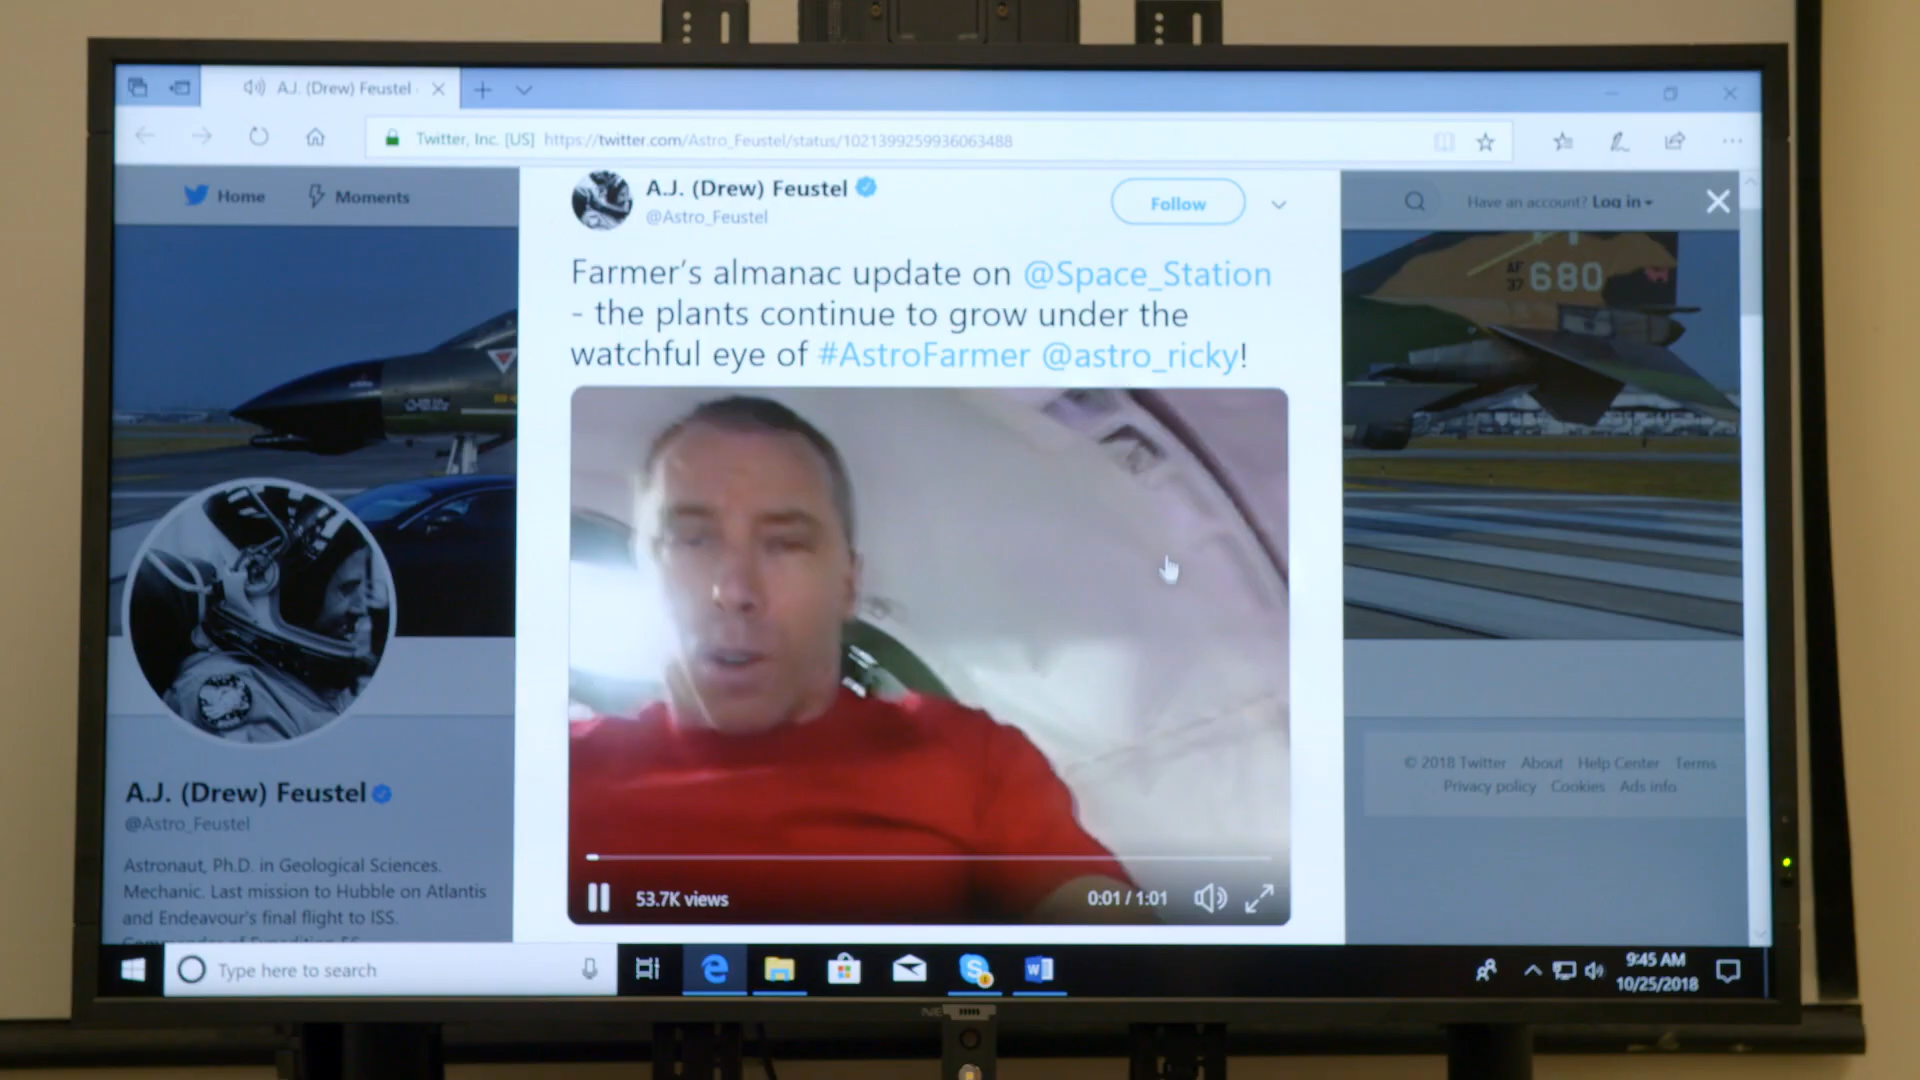 A.J. (Drew) Feustel
Twitter, Inc. [US] https://twitter.com/Astro_Feustel/status/1021399259936063488
Home Moments
A.J. (Drew) Feustel
@Astro_Feustel
Follow
Have an account? Log in
Farmer's almanac update on @Space_Station
- the plants continue to grow under the
watchful eye of #AstroFarmer @astro_ricky!
AF
37 680
53.7K views
0:01 / 1:01
A.J. (Drew) Feustel
@Astro_Feustel
Astronaut, Ph.D. in Geological Sciences.
Mechanic. Last mission to Hubble on Atlantis
and Endeavour's final flight to ISS.
© 2018 Twitter About Help Center Terms
Privacy policy Cookies Ads info
Type here to search
9:45 AM
10/25/2018